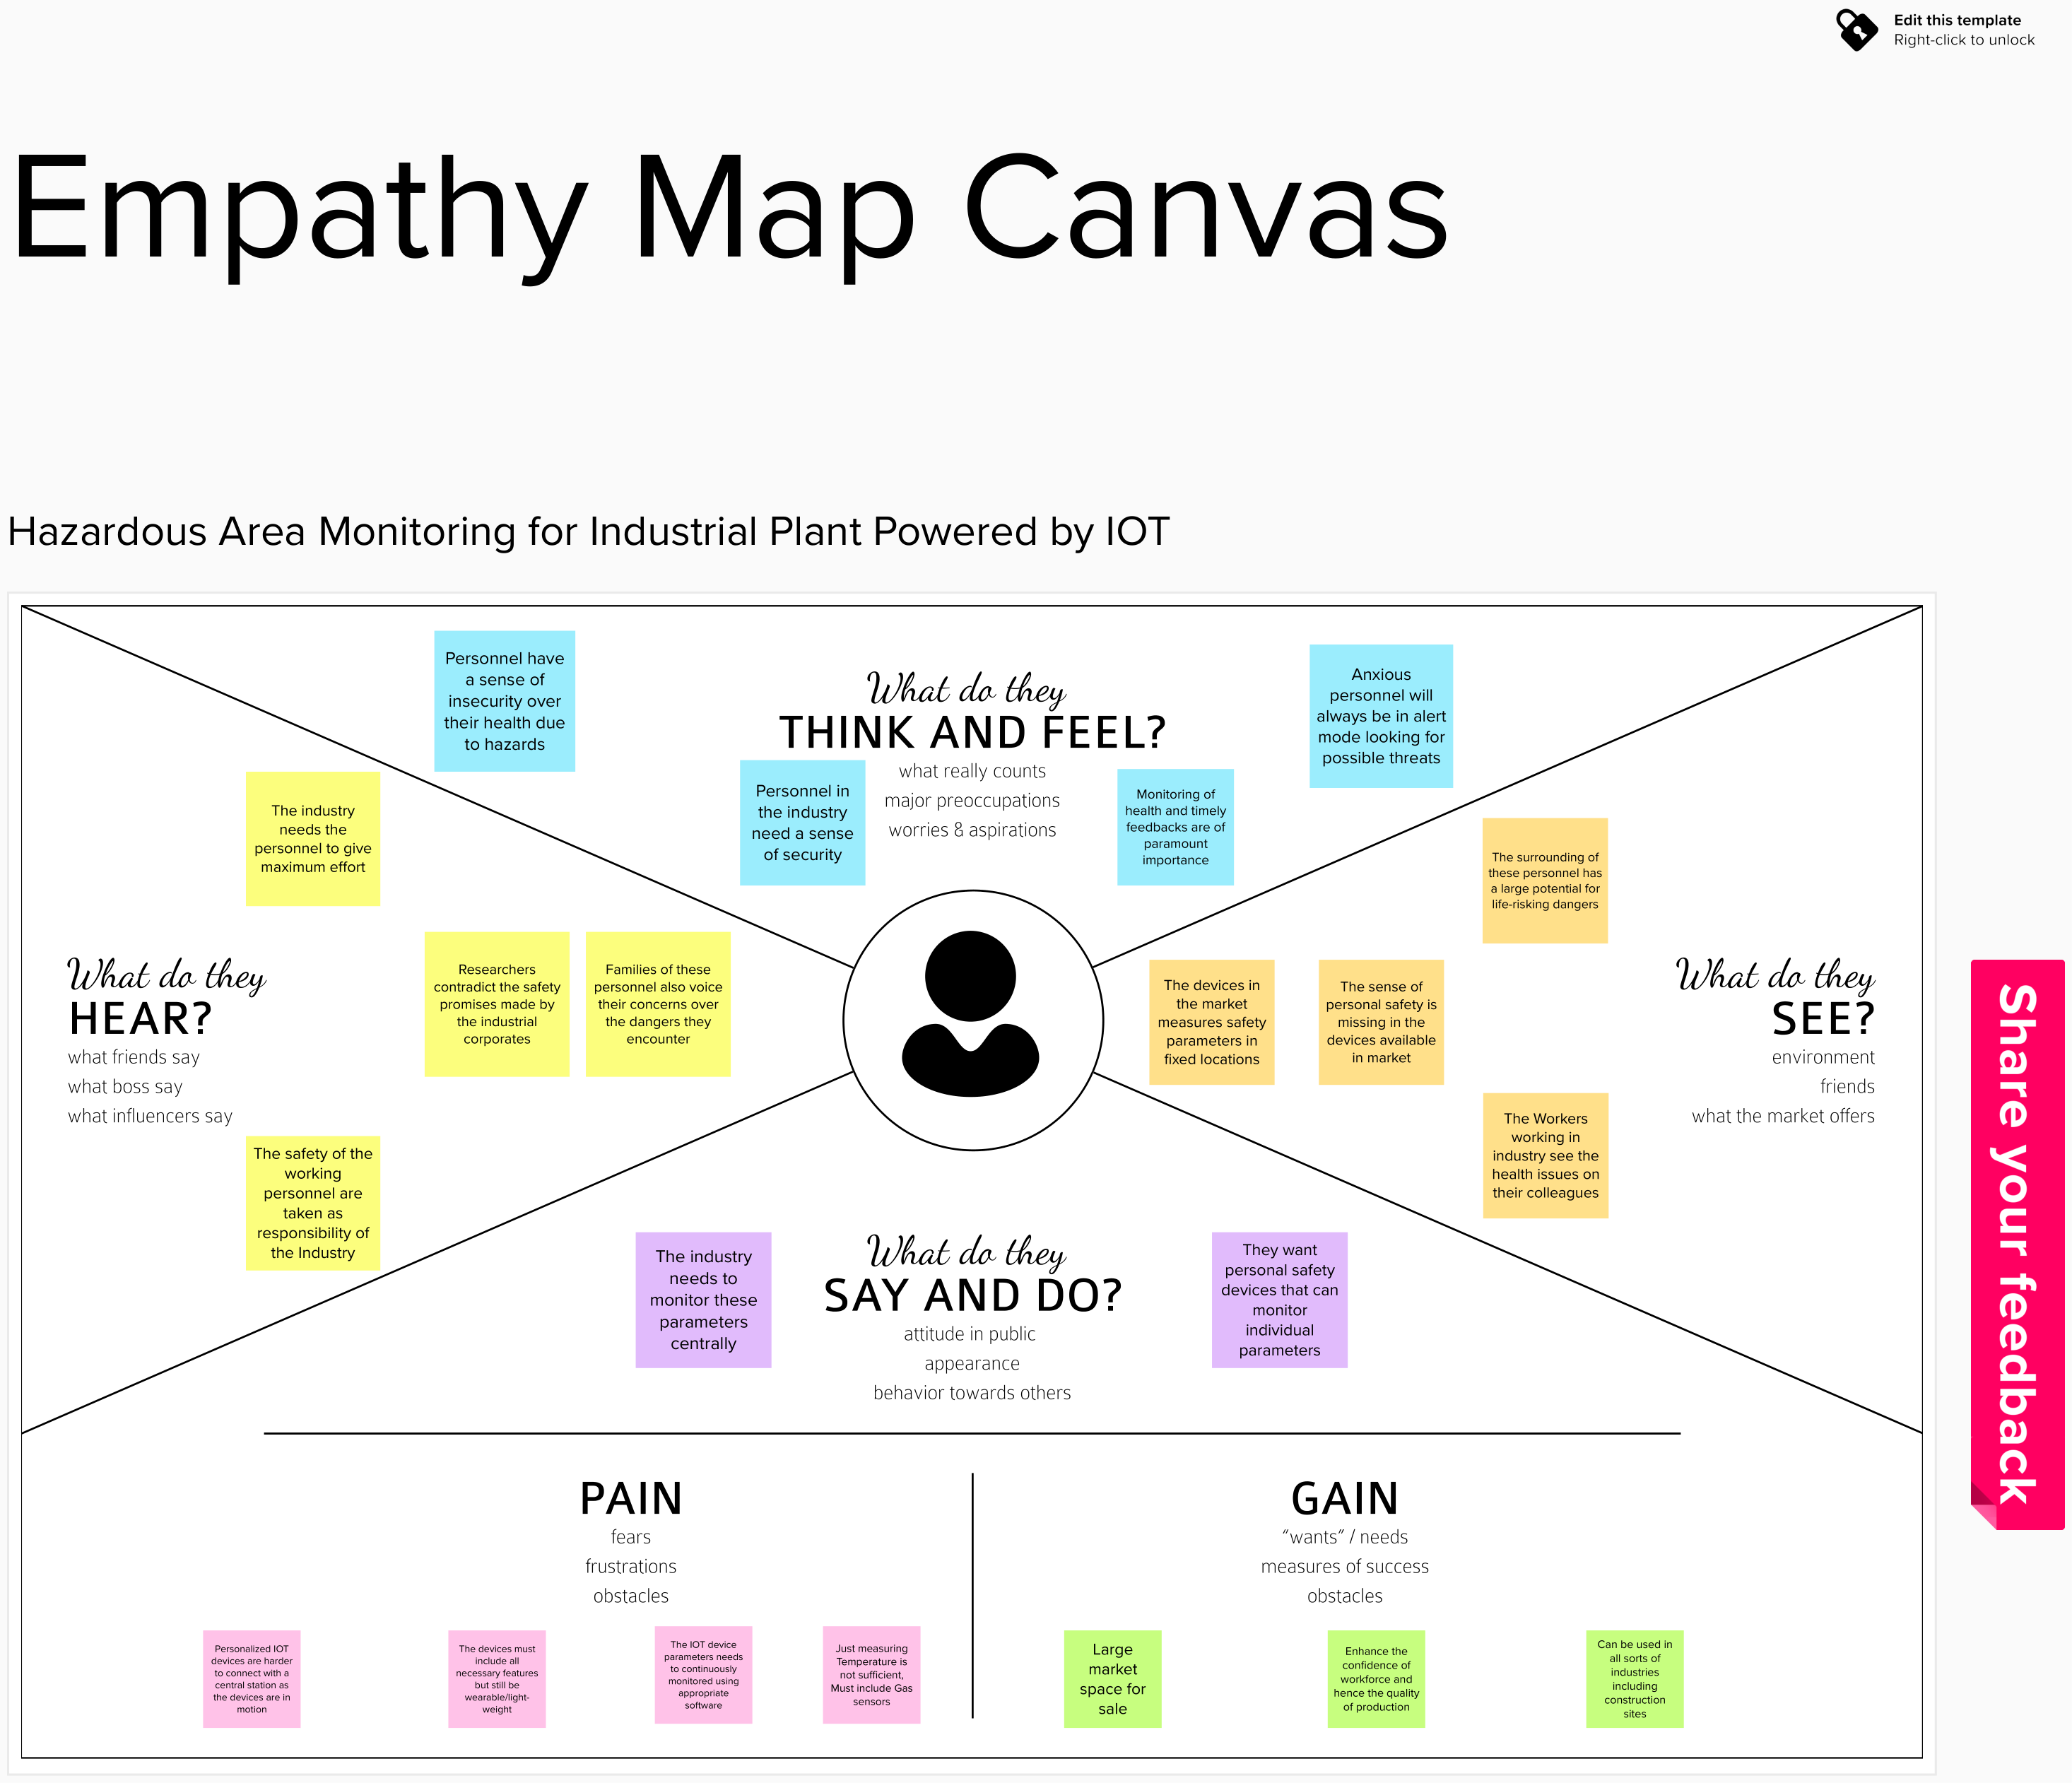 Edit this template
Right-click to unlock
Empathy Map Canvas
Hazardous Area Monitoring for Industrial Plant Powered by IOT
Personnel have
a sense of
insecurity over
their health due
to hazards
What do they
THINK AND FEEL?
what really counts
major preoccupations
worries & aspirations
Personnel in
the industry
need a sense
of security
Monitoring of
health and timely
feedbacks are of
paramount
importance
Anxious
personnel will
always be in alert
mode looking for
possible threats
The industry
needs the
personnel to give
maximum effort
What do they
HEAR?
what friends say
what boss say
what influencers say
Researchers
contradict the safety
promises made by
the industrial
corporates
Families of these
personnel also voice
their concerns over
the dangers they
encounter
The safety of the
working
personnel are
taken as
responsibility of
the Industry
The surrounding of
these personnel has
a large potential for
life-risking dangers
The devices in
the market
measures safety
parameters in
fixed locations
The sense of
personal safety is
missing in the
devices available
in market
What do they
SEE?
environment
friends
what the market offers
The Workers
working in
industry see the
health issues on
their colleagues
The industry
needs to
monitor these
parameters
centrally
What do they
SAY AND DO?
attitude in public
appearance
behavior towards others
They want
personal safety
devices that can
monitor
individual
parameters
PAIN
fears
frustrations
obstacles
Personalized IOT
devices are harder
to connect with a
central station as
the devices are in
motion
The devices must
include all
necessary features
but still be
wearable/light-
weight
The IOT device
parameters needs
to continuously
monitored using
appropriate
software
Just measuring
Temperature is
not sufficient,
Must include Gas
sensors
GAIN
“wants” / needs
measures of success
obstacles
Large
market
space for
sale
Enhance the
confidence of
workforce and
hence the quality
of production
Can be used in
all sorts of
industries
including
construction
sites
Share your feedback